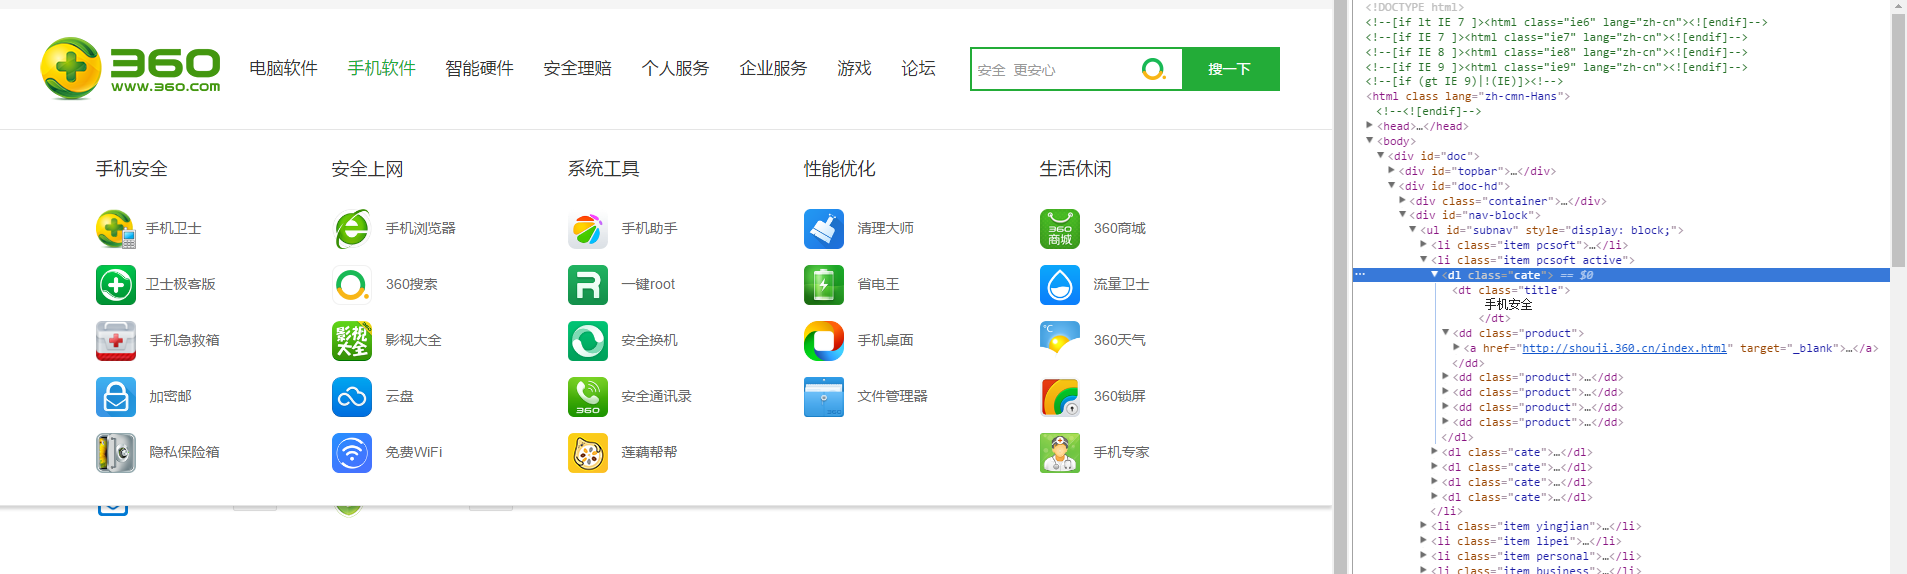 360
www.360.com
电脑软件 手机软件 智能硬件 安全理赔 个人服务 企业服务 游戏 论坛
安全 更安心
搜一下
手机安全 安全上网 系统工具 性能优化 生活休闲
手机卫士 手机浏览器 手机助手 清理大师 360商城
卫士极客版 360搜索 一键root 省电王 流量卫士
手机急救箱 影视大全 安全换机 手机桌面 360天气
加密邮 云盘 安全通讯录 文件管理器 360锁屏
隐私保险箱 免费WiFi 莲藕帮帮 手机专家
360
商城
R
影视
大全
°C
360
360
<!DOCTYPE html>
<!--[if lt IE 7 ]><html class="ie6" lang="zh-cn"><![endif]-->
<!--[if IE 7 ]><html class="ie7" lang="zh-cn"><![endif]-->
<!--[if IE 8 ]><html class="ie8" lang="zh-cn"><![endif]-->
<!--[if IE 9 ]><html class="ie9" lang="zh-cn"><![endif]-->
<!--[if (gt IE 9)|!(IE)]><!-->
<html class lang="zh-cmn-Hans">
<!--<![endif]-->
<head>…</head>
<body>
<div id="doc">
<div id="topbar">…</div>
<div id="doc-hd">
<div class="container">…</div>
<div id="nav-block">
<ul id="subnav" style="display: block;">
<li class="item pcsoft">…</li>
<li class="item pcsoft active">
… <dl class="cate"> == $0
<dt class="title">
手机安全
</dt>
<dd class="product">
<a href="http://shouji.360.cn/index.html" target="_blank">…</a>
</dd>
<dd class="product">…</dd>
<dd class="product">…</dd>
<dd class="product">…</dd>
<dd class="product">…</dd>
</dl>
<dl class="cate">…</dl>
<dl class="cate">…</dl>
<dl class="cate">…</dl>
<dl class="cate">…</dl>
</li>
<li class="item yingjian">…</li>
<li class="item lipei">…</li>
<li class="item personal">…</li>
<li class="item business">…</li>